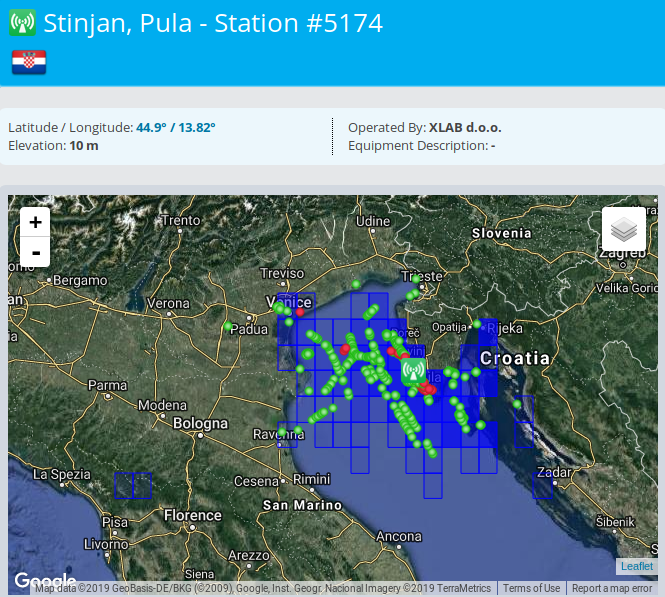 Stinjan, Pula - Station #5174
Latitude / Longitude: 44.9° / 13.82°
Operated By: XLAB d.o.o.
Elevation: 10 m
Equipment Description: -
+
-
Trento
Udine
Slovenia
Zagreb
Bergamo
Treviso
Trieste
Velika Goric
Verona
Venice
Padua
Opatija
Rijeka
Poreč
Croatia
Parma
Modena
Bologna
Ravenna
La Spezia
Cesena
Rimini
Zadar
San Marino
Pisa
Florence
Šibenik
Livorno
Ancona
Arezzo
Siena
Leaflet
Google
Map data ©2019 GeoBasis-DE/BKG (©2009), Google, Inst. Geogr. Nacional Imagery ©2019 TerraMetrics
Terms of Use
Report a map error